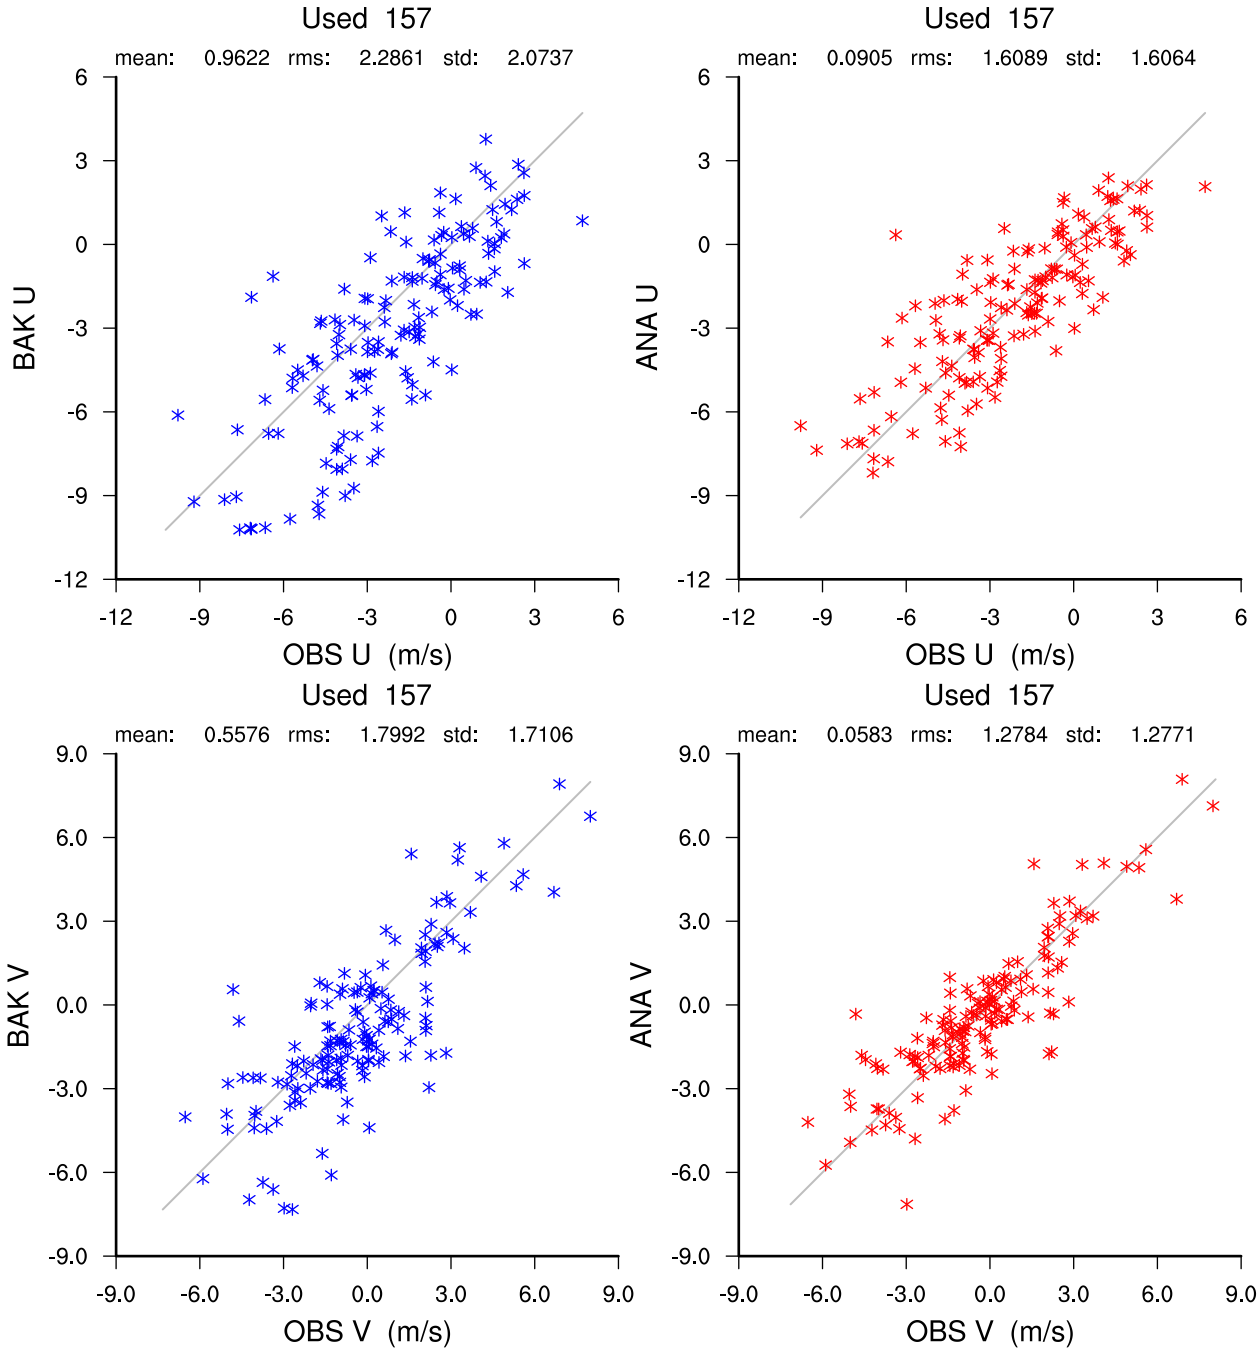 Used 157
mean: 0.9622 rms: 2.2861 std: 2.0737
6
3
0
-3
-6
-9
-12
BAK U
-12 -9 -6 -3 0 3 6
OBS U (m/s)
Used 157
mean: 0.0905 rms: 1.6089 std: 1.6064
6
3
0
-3
-6
-9
-12
ANA U
-12 -9 -6 -3 0 3 6
OBS U (m/s)
Used 157
mean: 0.5576 rms: 1.7992 std: 1.7106
9.0
6.0
3.0
0.0
-3.0
-6.0
-9.0
BAK V
-9.0 -6.0 -3.0 0.0 3.0 6.0 9.0
OBS V (m/s)
Used 157
mean: 0.0583 rms: 1.2784 std: 1.2771
9.0
6.0
3.0
0.0
-3.0
-6.0
-9.0
ANA V
-9.0 -6.0 -3.0 0.0 3.0 6.0 9.0
OBS V (m/s)